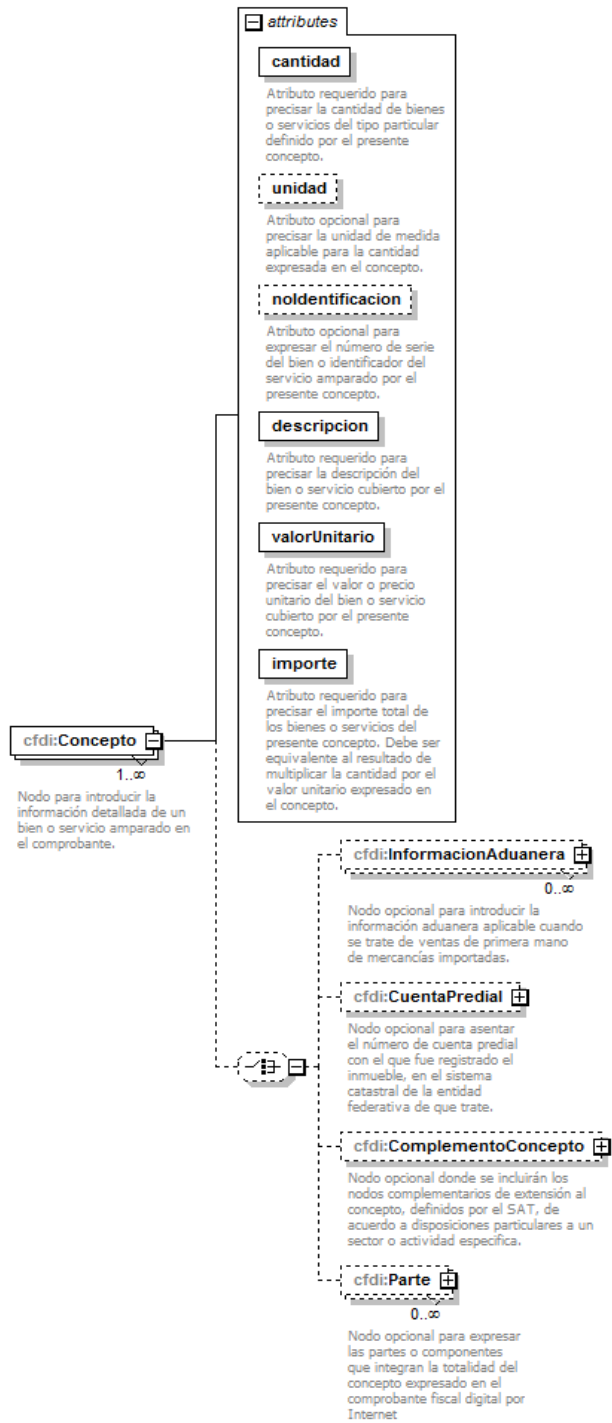 attributes
cantidad
Atributo requerido para
precisar la cantidad de bienes
o servicios del tipo particular
definido por el presente
concepto.
unidad
Atributo opcional para
precisar la unidad de medida
aplicable para la cantidad
expresada en el concepto.
noIdentificacion
Atributo opcional para
expresar el número de serie
del bien o identificador del
servicio amparado por el
presente concepto.
descripcion
Atributo requerido para
precisar la descripción del
bien o servicio cubierto por el
presente concepto.
valorUnitario
Atributo requerido para
precisar el valor o precio
unitario del bien o servicio
cubierto por el presente
concepto.
importe
Atributo requerido para
precisar el importe total de
los bienes o servicios del
presente concepto. Debe ser
equivalente al resultado de
multiplicar la cantidad por el
valor unitario expresado en
el concepto.
cfdi:Concepto
1..∞
Nodo para introducir la
información detallada de un
bien o servicio amparado en
el comprobante.
cfdi:InformacionAduanera
0..∞
Nodo opcional para introducir la
información aduanera aplicable cuando
se trate de ventas de primera mano
de mercancías importadas.
cfdi:CuentaPredial
Nodo opcional para asentar
el número de cuenta predial
con el que fue registrado el
inmueble, en el sistema
catastral de la entidad
federativa de que trate.
cfdi:ComplementoConcepto
Nodo opcional donde se incluirán los
nodos complementarios de extensión al
concepto, definidos por el SAT, de
acuerdo a disposiciones particulares a un
sector o actividad especifica.
cfdi:Parte
0..∞
Nodo opcional para expresar
las partes o componentes
que integran la totalidad del
concepto expresado en el
comprobante fiscal digital por
Internet